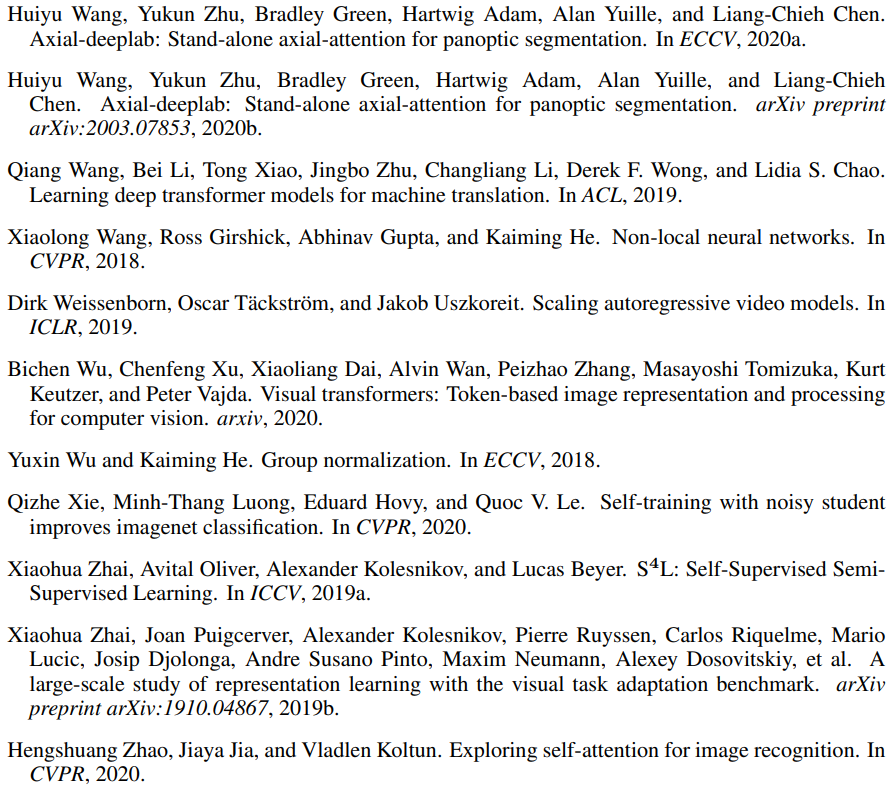 Huiyu Wang, Yukun Zhu, Bradley Green, Hartwig Adam, Alan Yuille, and Liang-Chieh Chen.
Axial-deeplab: Stand-alone axial-attention for panoptic segmentation. In ECCV, 2020a.
Huiyu Wang, Yukun Zhu, Bradley Green, Hartwig Adam, Alan Yuille, and Liang-Chieh
Chen. Axial-deeplab: Stand-alone axial-attention for panoptic segmentation. arXiv preprint
arXiv:2003.07853, 2020b.
Qiang Wang, Bei Li, Tong Xiao, Jingbo Zhu, Changliang Li, Derek F. Wong, and Lidia S. Chao.
Learning deep transformer models for machine translation. In ACL, 2019.
Xiaolong Wang, Ross Girshick, Abhinav Gupta, and Kaiming He. Non-local neural networks. In
CVPR, 2018.
Dirk Weissenborn, Oscar Täckström, and Jakob Uszkoreit. Scaling autoregressive video models. In
ICLR, 2019.
Bichen Wu, Chenfeng Xu, Xiaoliang Dai, Alvin Wan, Peizhao Zhang, Masayoshi Tomizuka, Kurt
Keutzer, and Peter Vajda. Visual transformers: Token-based image representation and processing
for computer vision. arxiv, 2020.
Yuxin Wu and Kaiming He. Group normalization. In ECCV, 2018.
Qizhe Xie, Minh-Thang Luong, Eduard Hovy, and Quoc V. Le. Self-training with noisy student
improves imagenet classification. In CVPR, 2020.
Xiaohua Zhai, Avital Oliver, Alexander Kolesnikov, and Lucas Beyer. S⁴L: Self-Supervised Semi-
Supervised Learning. In ICCV, 2019a.
Xiaohua Zhai, Joan Puigcerver, Alexander Kolesnikov, Pierre Ruyssen, Carlos Riquelme, Mario
Lucic, Josip Djolonga, Andre Susano Pinto, Maxim Neumann, Alexey Dosovitskiy, et al. A
large-scale study of representation learning with the visual task adaptation benchmark. arXiv
preprint arXiv:1910.04867, 2019b.
Hengshuang Zhao, Jiaya Jia, and Vladlen Koltun. Exploring self-attention for image recognition. In
CVPR, 2020.